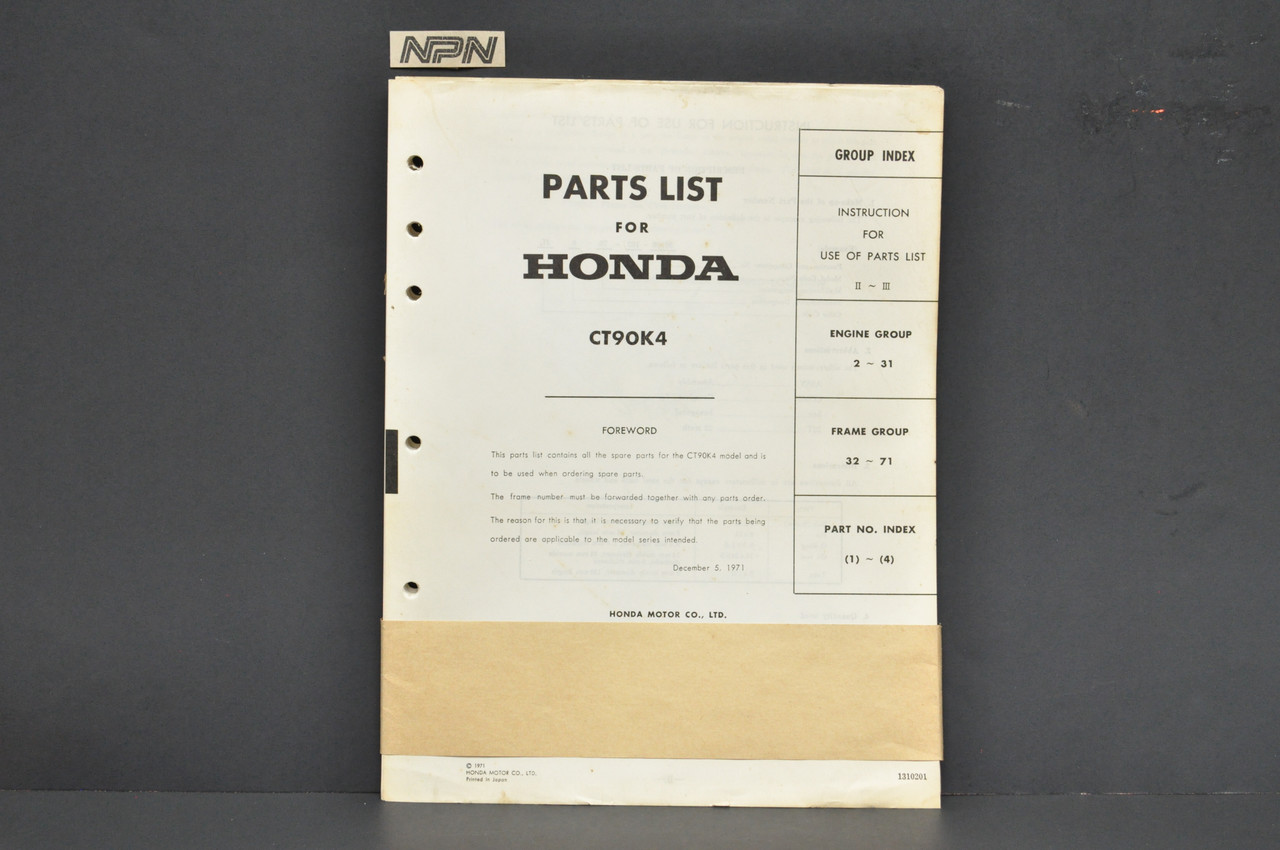 NPN
PARTS LIST
FOR
HONDA
CT90K4
FOREWORD
This parts list contains all the spare parts for the CT90K4 model and is
to be used when ordering spare parts.
The frame number must be forwarded together with any parts order.
The reason for this is that it is necessary to verify that the parts being
ordered are applicable to the model series intended.
December 5, 1971
HONDA MOTOR CO., LTD.
GROUP INDEX
INSTRUCTION
FOR
USE OF PARTS LIST
II ~ III
ENGINE GROUP
2 ~ 31
FRAME GROUP
32 ~ 71
PART NO. INDEX
(1) ~ (4)
© 1971
HONDA MOTOR CO., LTD.
Printed in Japan
1310201